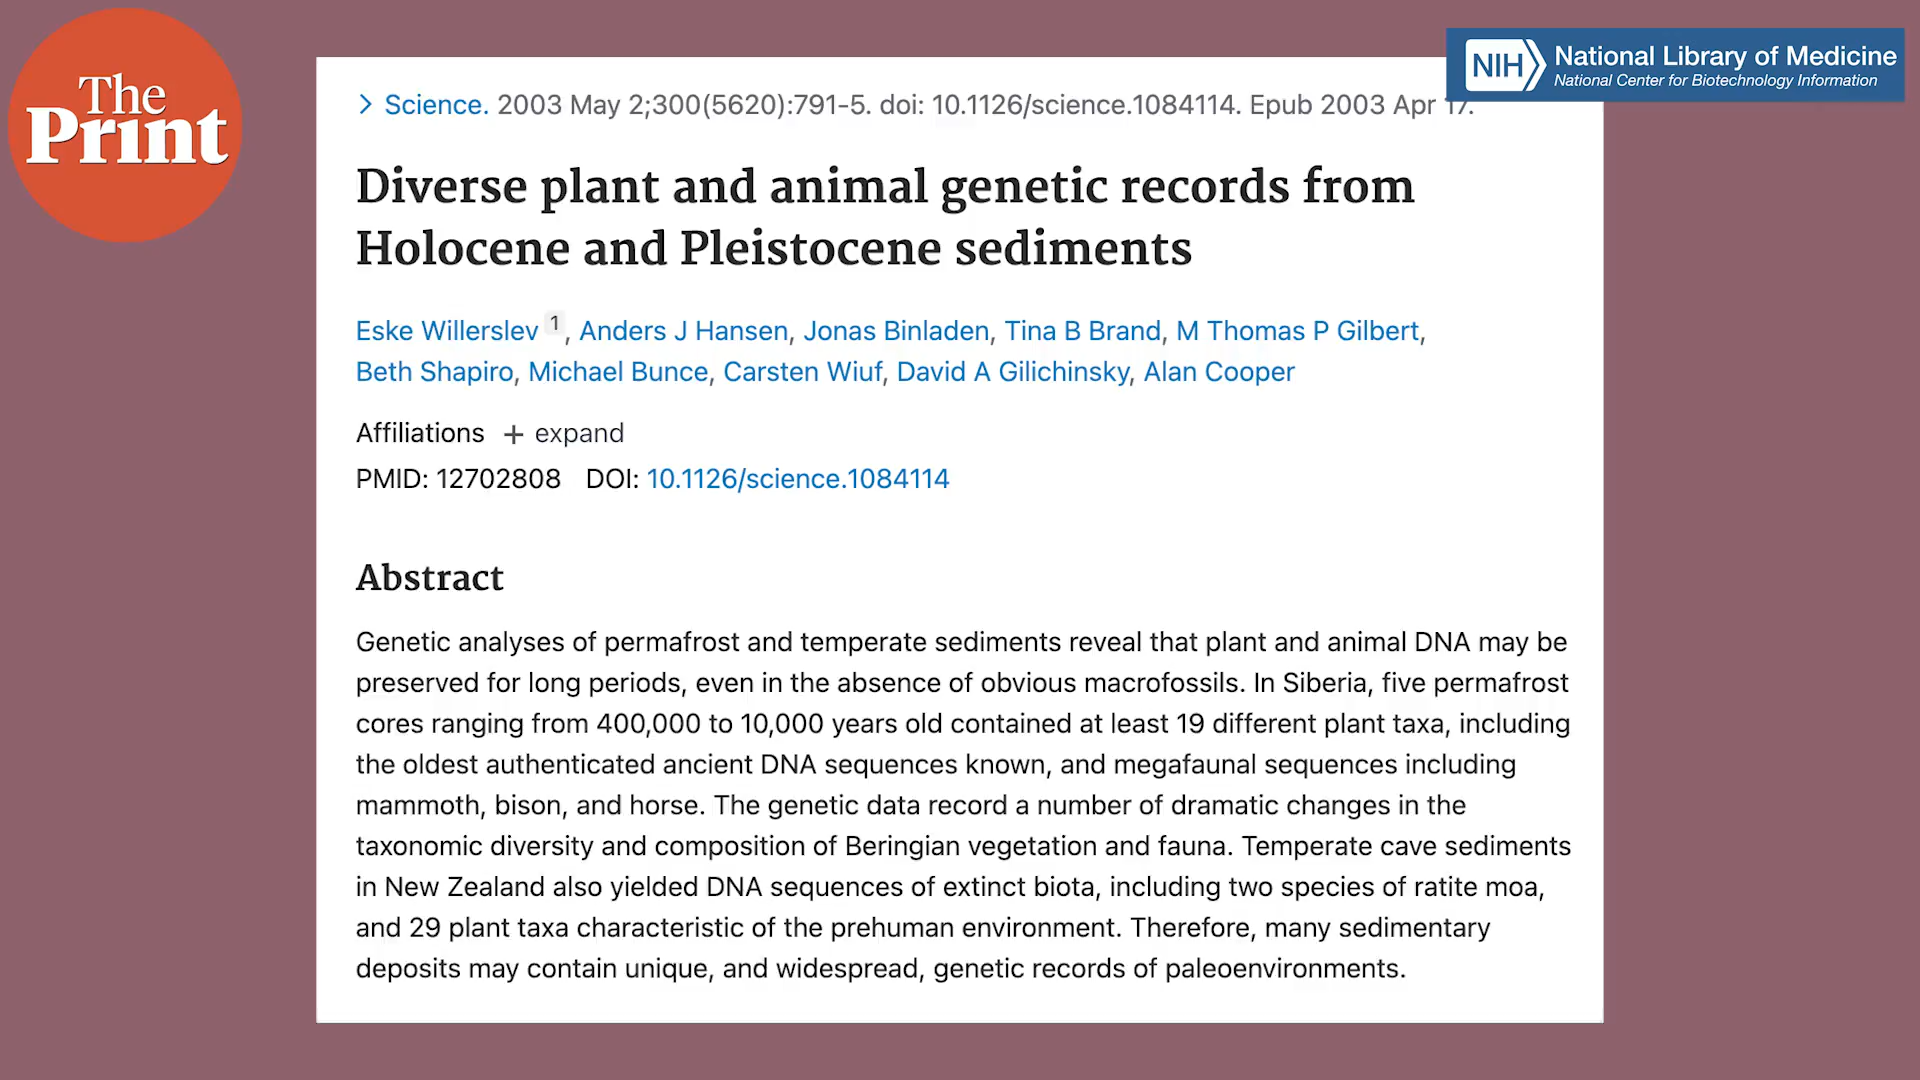 The
Print
NIH National Library of Medicine
National Center for Biotechnology Information
Science. 2003 May 2;300(5620):791-5. doi: 10.1126/science.1084114. Epub 2003 Apr 17.
Diverse plant and animal genetic records from
Holocene and Pleistocene sediments
Eske Willerslev 1, Anders J Hansen, Jonas Binladen, Tina B Brand, M Thomas P Gilbert,
Beth Shapiro, Michael Bunce, Carsten Wiuf, David A Gilichinsky, Alan Cooper
Affiliations + expand
PMID: 12702808 DOI: 10.1126/science.1084114
Abstract
Genetic analyses of permafrost and temperate sediments reveal that plant and animal DNA may be
preserved for long periods, even in the absence of obvious macrofossils. In Siberia, five permafrost
cores ranging from 400,000 to 10,000 years old contained at least 19 different plant taxa, including
the oldest authenticated ancient DNA sequences known, and megafaunal sequences including
mammoth, bison, and horse. The genetic data record a number of dramatic changes in the
taxonomic diversity and composition of Beringian vegetation and fauna. Temperate cave sediments
in New Zealand also yielded DNA sequences of extinct biota, including two species of ratite moa,
and 29 plant taxa characteristic of the prehuman environment. Therefore, many sedimentary
deposits may contain unique, and widespread, genetic records of paleoenvironments.